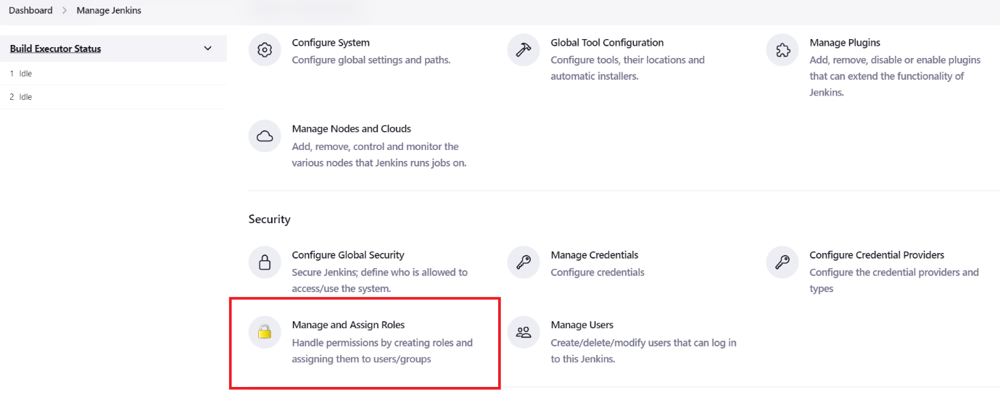 Dashboard > Manage Jenkins
Build Executor Status
1 Idle
2 Idle
Configure System
Configure global settings and paths.
Global Tool Configuration
Configure tools, their locations and
automatic installers.
Manage Plugins
Add, remove, disable or enable plugins
that can extend the functionality of
Jenkins.
Manage Nodes and Clouds
Add, remove, control and monitor the
various nodes that Jenkins runs jobs on.
Security
Configure Global Security
Secure Jenkins; define who is allowed to
access/use the system.
Manage Credentials
Configure credentials
Configure Credential Providers
Configure the credential providers and
types
Manage and Assign Roles
Handle permissions by creating roles and
assigning them to users/groups
Manage Users
Create/delete/modify users that can log in
to this Jenkins.